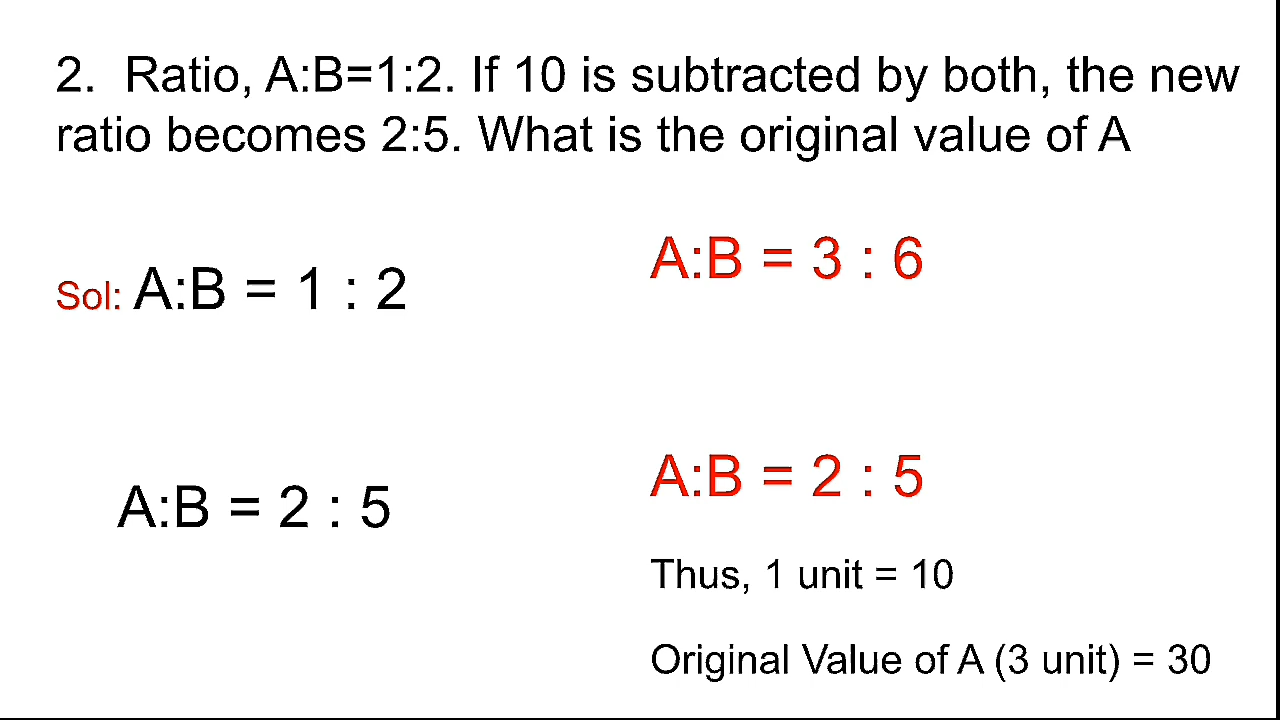 2. Ratio, A:B=1:2. If 10 is subtracted by both, the new
ratio becomes 2:5. What is the original value of A
Sol: A:B = 1 : 2
A:B = 2 : 5
A:B = 3 : 6
A:B = 2 : 5
Thus, 1 unit = 10
Original Value of A (3 unit) = 30